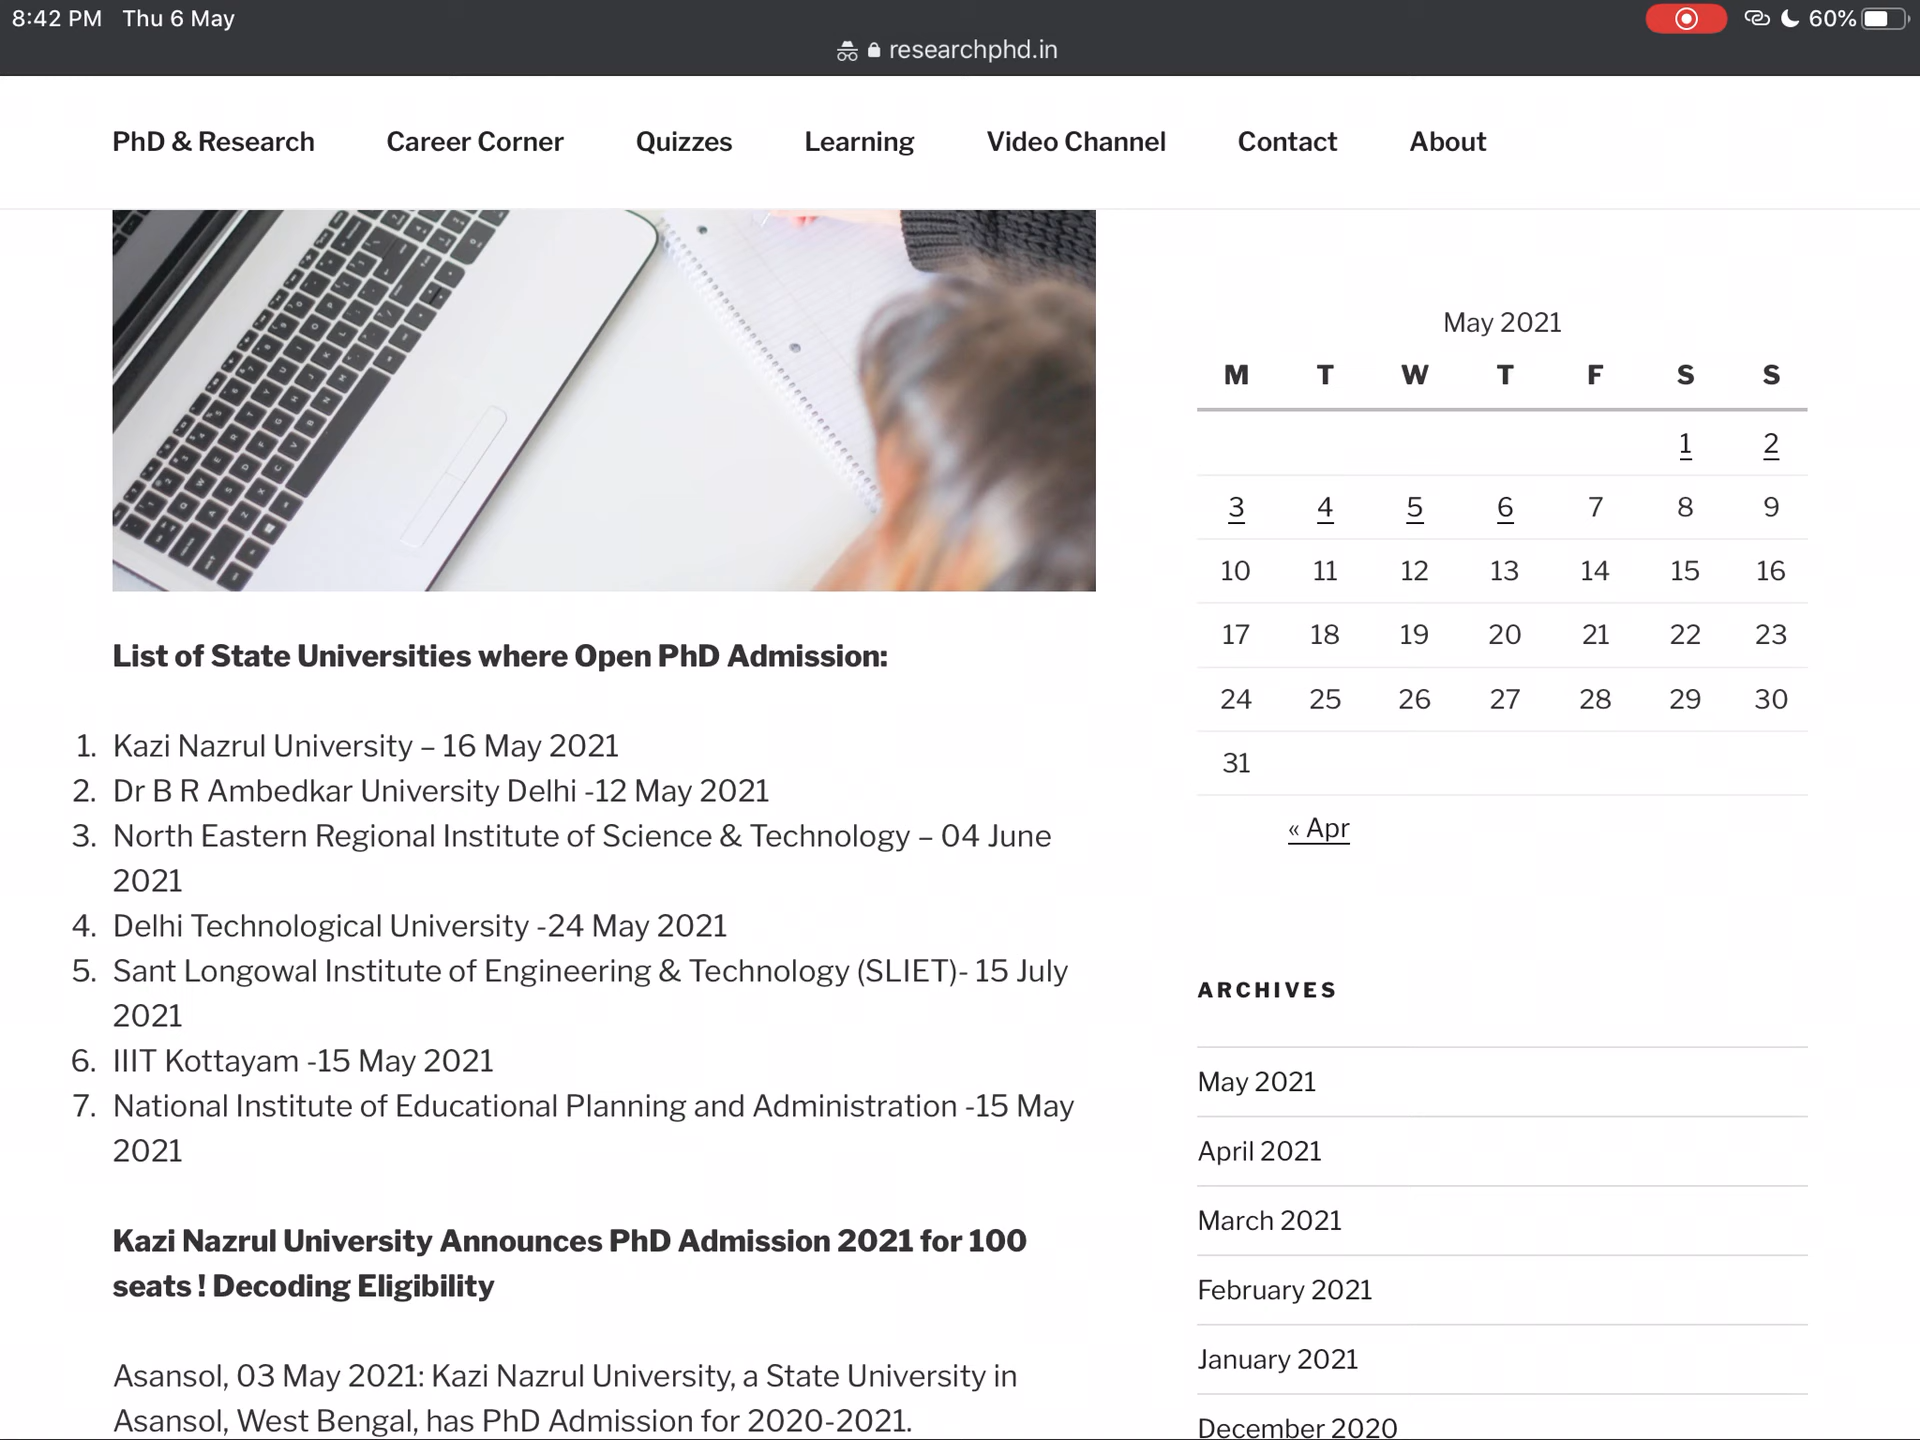 8:42 PM Thu 6 May
60%
researchphd.in
PhD & Research Career Corner Quizzes Learning Video Channel Contact About
List of State Universities where Open PhD Admission:
1. Kazi Nazrul University – 16 May 2021
2. Dr B R Ambedkar University Delhi -12 May 2021
3. North Eastern Regional Institute of Science & Technology – 04 June
2021
4. Delhi Technological University -24 May 2021
5. Sant Longowal Institute of Engineering & Technology (SLIET)- 15 July
2021
6. IIIT Kottayam -15 May 2021
7. National Institute of Educational Planning and Administration -15 May
2021
Kazi Nazrul University Announces PhD Admission 2021 for 100
seats ! Decoding Eligibility
Asansol, 03 May 2021: Kazi Nazrul University, a State University in
Asansol, West Bengal, has PhD Admission for 2020-2021.
May 2021
M T W T F S S
1 2
3 4 5 6 7 8 9
10 11 12 13 14 15 16
17 18 19 20 21 22 23
24 25 26 27 28 29 30
31
« Apr
ARCHIVES
May 2021
April 2021
March 2021
February 2021
January 2021
December 2020